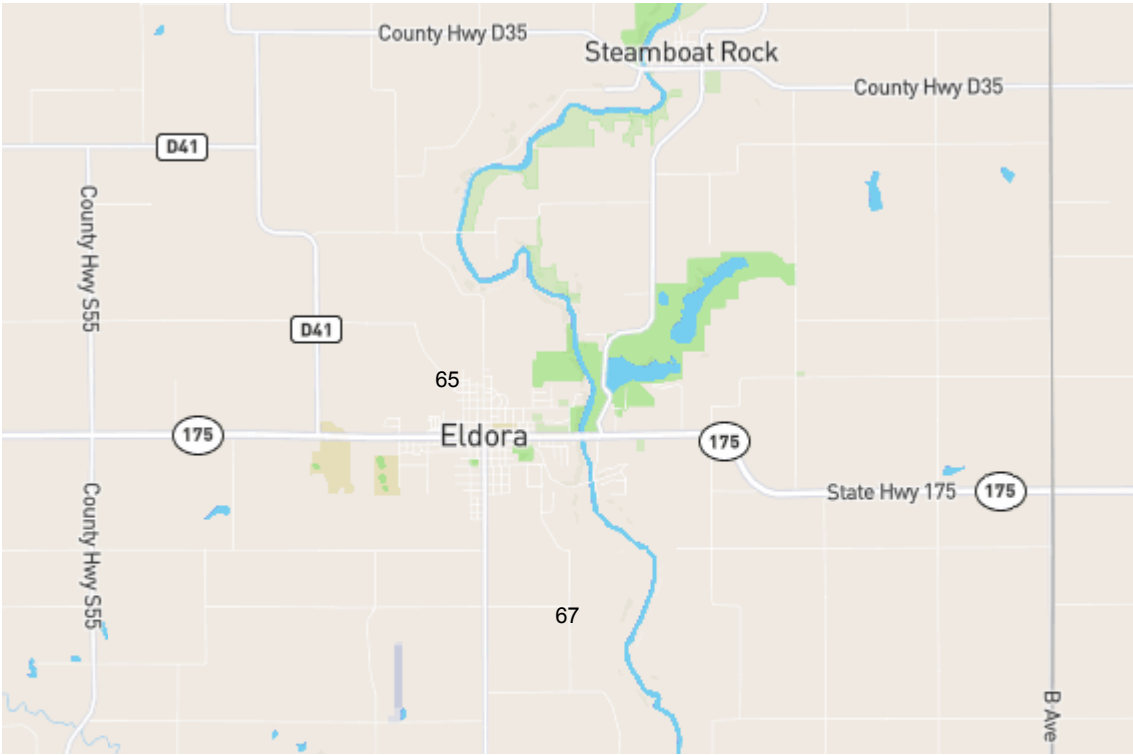 County Hwy D35
Steamboat Rock
County Hwy D35
D41
County Hwy S55
D41
65
175
Eldora
175
County Hwy S55
State Hwy 175
175
67
B Ave